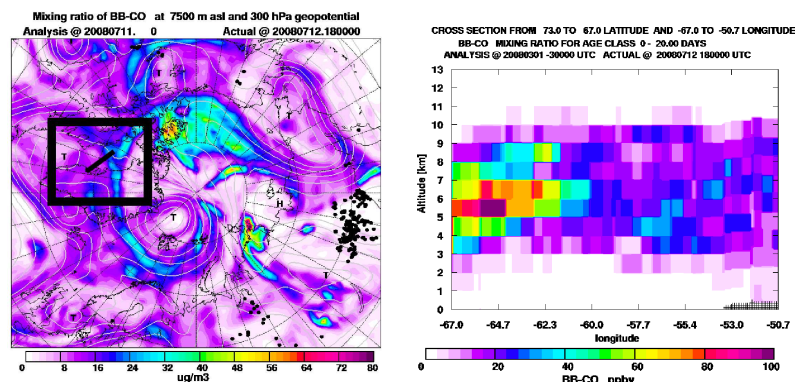 Mixing ratio of BB-CO at 7500 m asl and 300 hPa geopotential
Analysis @ 20080711. 0 Actual @ 20080712.180000
T
T
T
T
H
T
T
T
0 8 16 24 32 40 48 56 64 72 80
ug/m3
CROSS SECTION FROM 73.0 TO 67.0 LATITUDE AND -67.0 TO -50.7 LONGITUDE
BB-CO MIXING RATIO FOR AGE CLASS 0 - 20.00 DAYS
ANALYSIS @ 20080301 -30000 UTC ACTUAL @ 20080712 180000 UTC
13
12
11
10
9
8
7
6
5
4
3
2
1
0
Altitude [km]
-67.0 -64.7 -62.3 -60.0 -57.7 -55.4 -53.0 -50.7
longitude
0 20 40 60 80 100
BB-CO ppbv